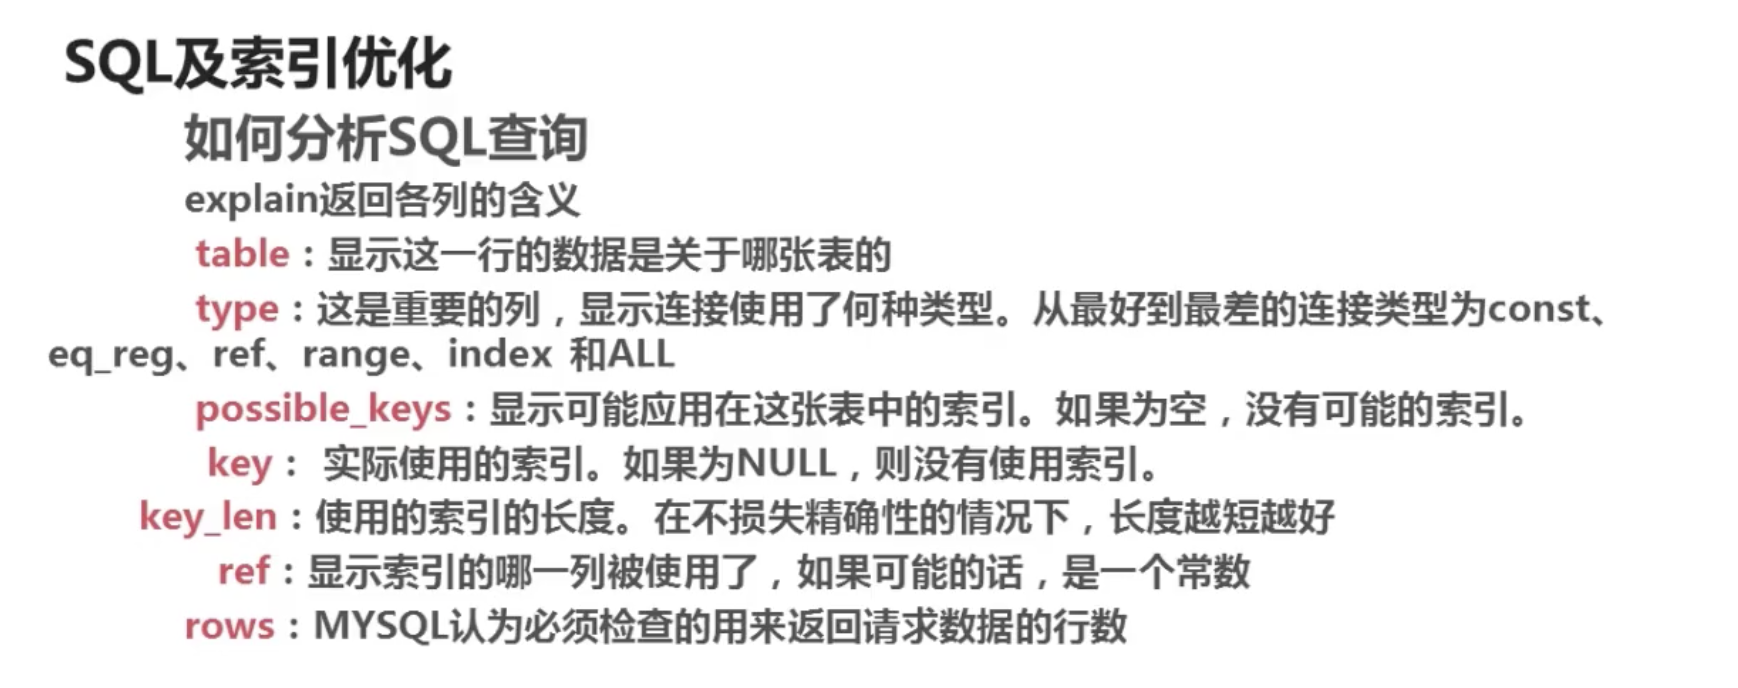 SQL及索引优化
如何分析SQL查询
explain返回各列的含义
table：显示这一行的数据是关于哪张表的
type：这是重要的列，显示连接使用了何种类型。从最好到最差的连接类型为const、
eq_reg、ref、range、index 和ALL
possible_keys：显示可能应用在这张表中的索引。如果为空，没有可能的索引。
key： 实际使用的索引。如果为NULL，则没有使用索引。
key_len：使用的索引的长度。在不损失精确性的情况下，长度越短越好
ref：显示索引的哪一列被使用了，如果可能的话，是一个常数
rows：MYSQL认为必须检查的用来返回请求数据的行数